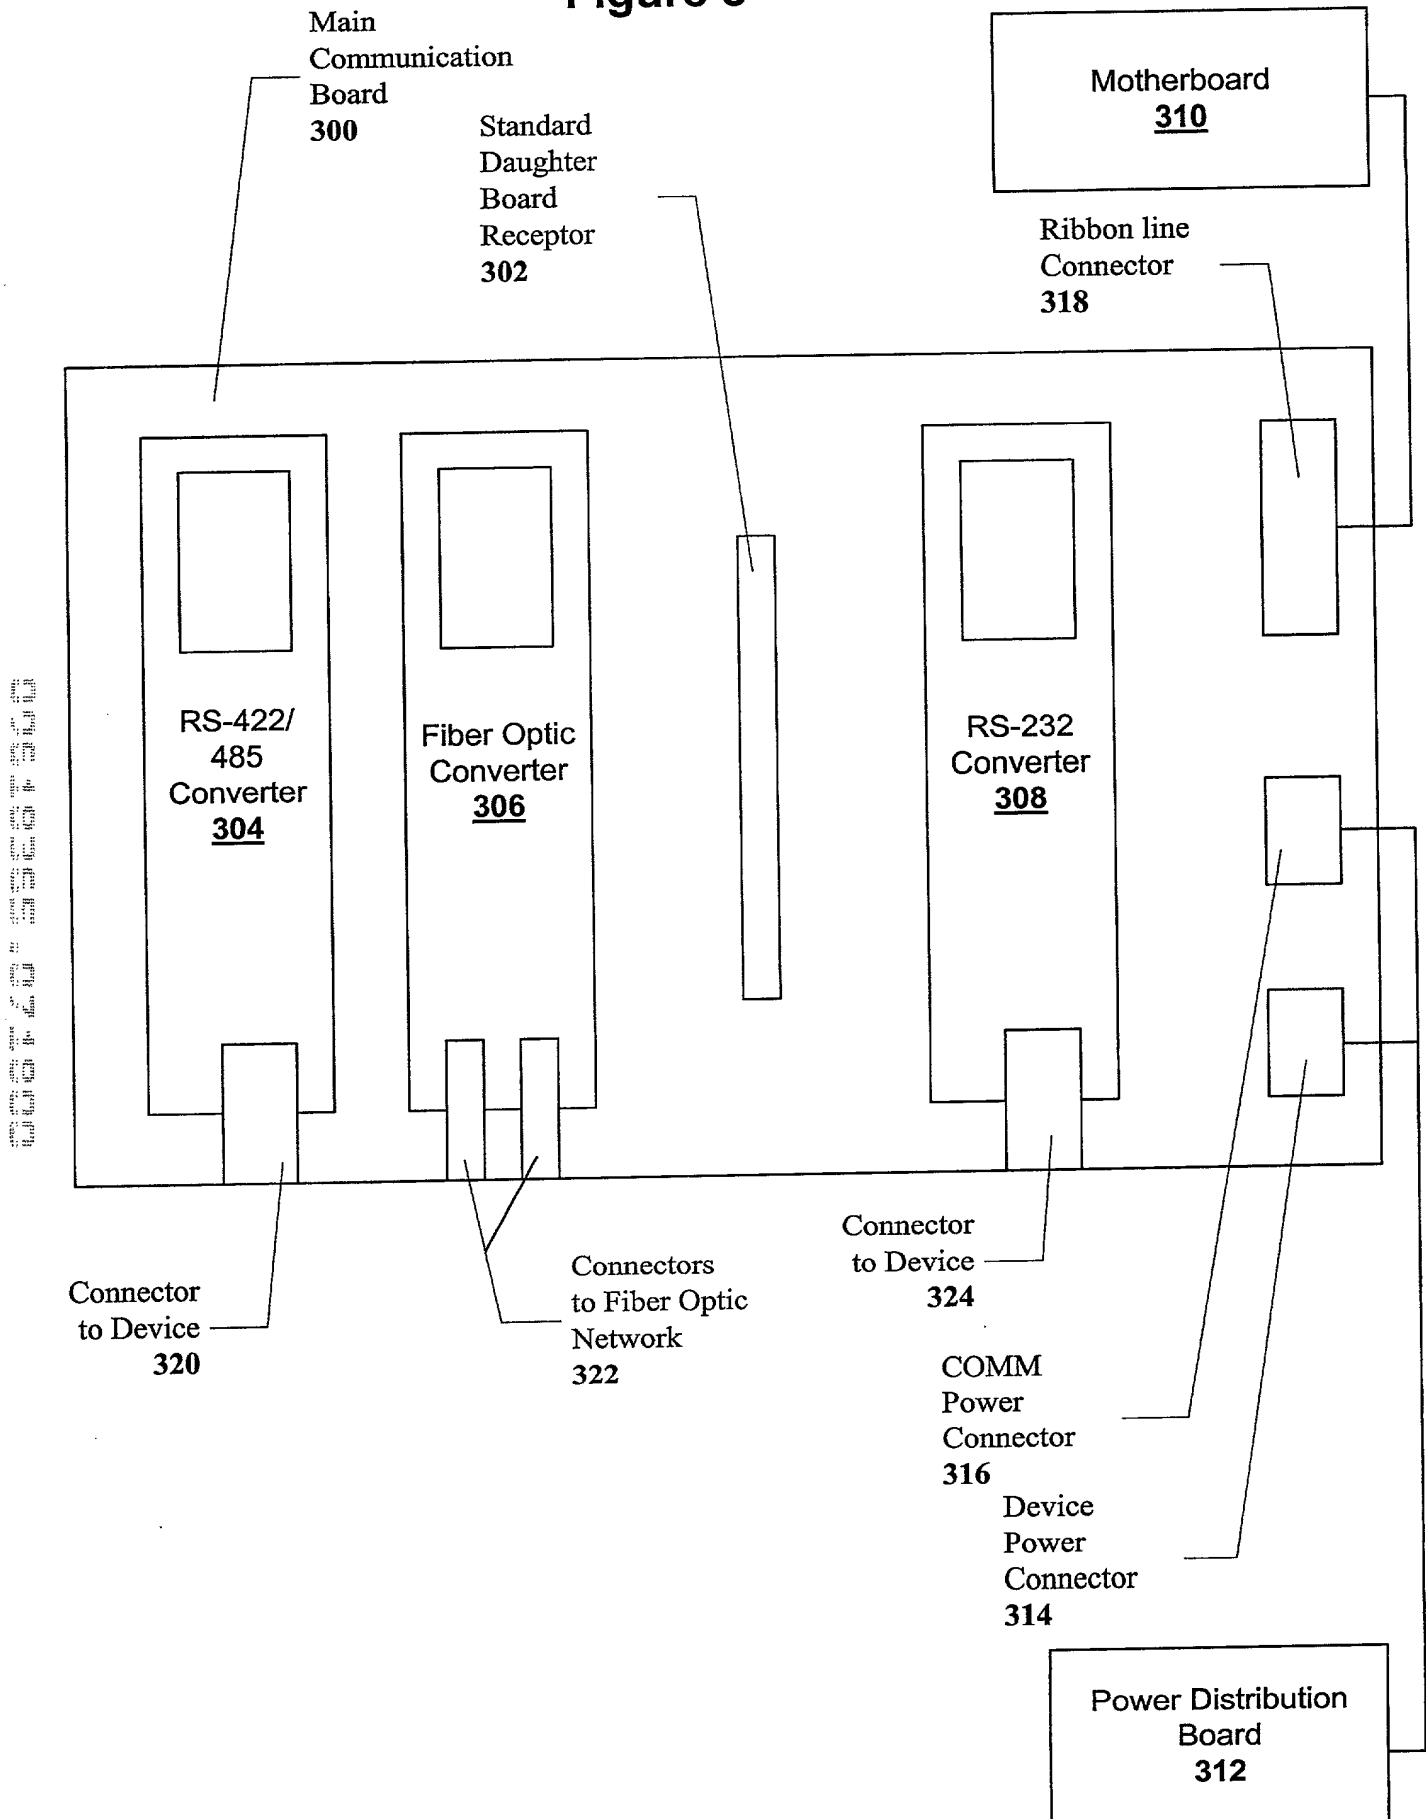 Main
Communication
Board
300
Standard
Daughter
Board
Receptor
302
Motherboard
310
Ribbon line
Connector
318
RS-422/
485
Converter
304
Fiber Optic
Converter
306
RS-232
Converter
308
Connector
to Device
320
Connectors
to Fiber Optic
Network
322
Connector
to Device
324
COMM
Power
Connector
316
Device
Power
Connector
314
Power Distribution
Board
312